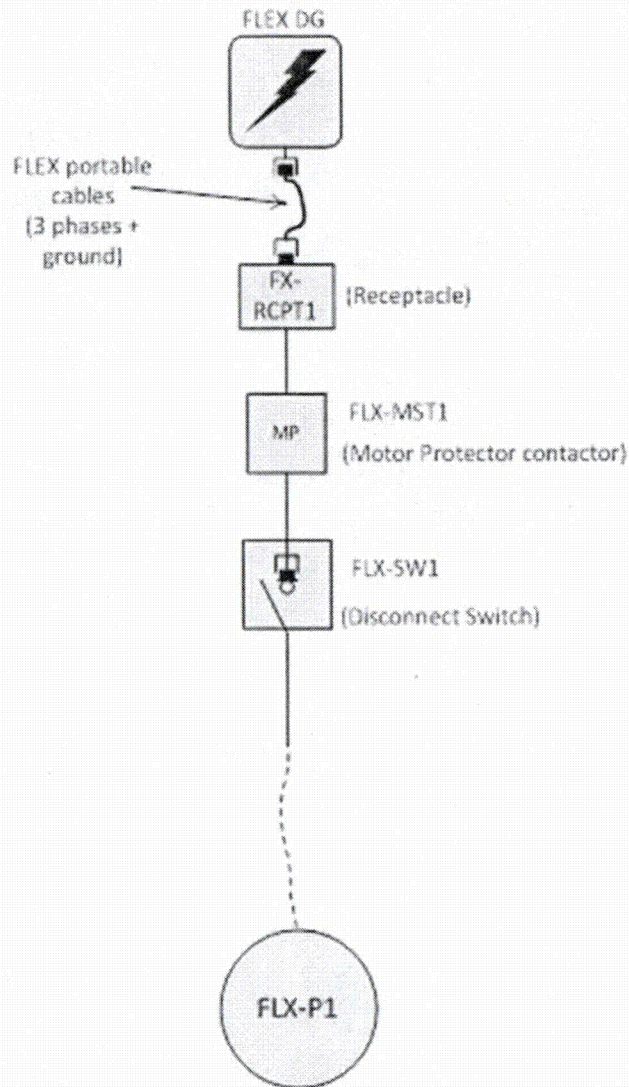 FLEX DG
FLEX portable
cables
(3 phases +
ground)
FX-
RCPT1
(Receptacle)
MP
FLX-MST1
(Motor Protector contactor)
FLX-SW1
(Disconnect Switch)
FLX-P1